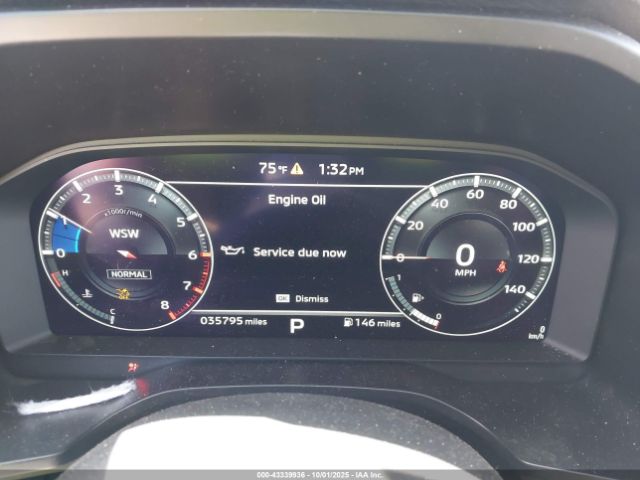 75°F 1:32PM
Engine Oil
Service due now
OK Dismiss
035795 miles P 146 miles
0 1 2 3 4 5 6 7 8
x1000r/min
WSW
NORMAL
H
C
0 20 40 60 80 100 120 140
0
MPH
1
0
0
km/h
000-43339936 - 10/01/2025 - IAA Inc.